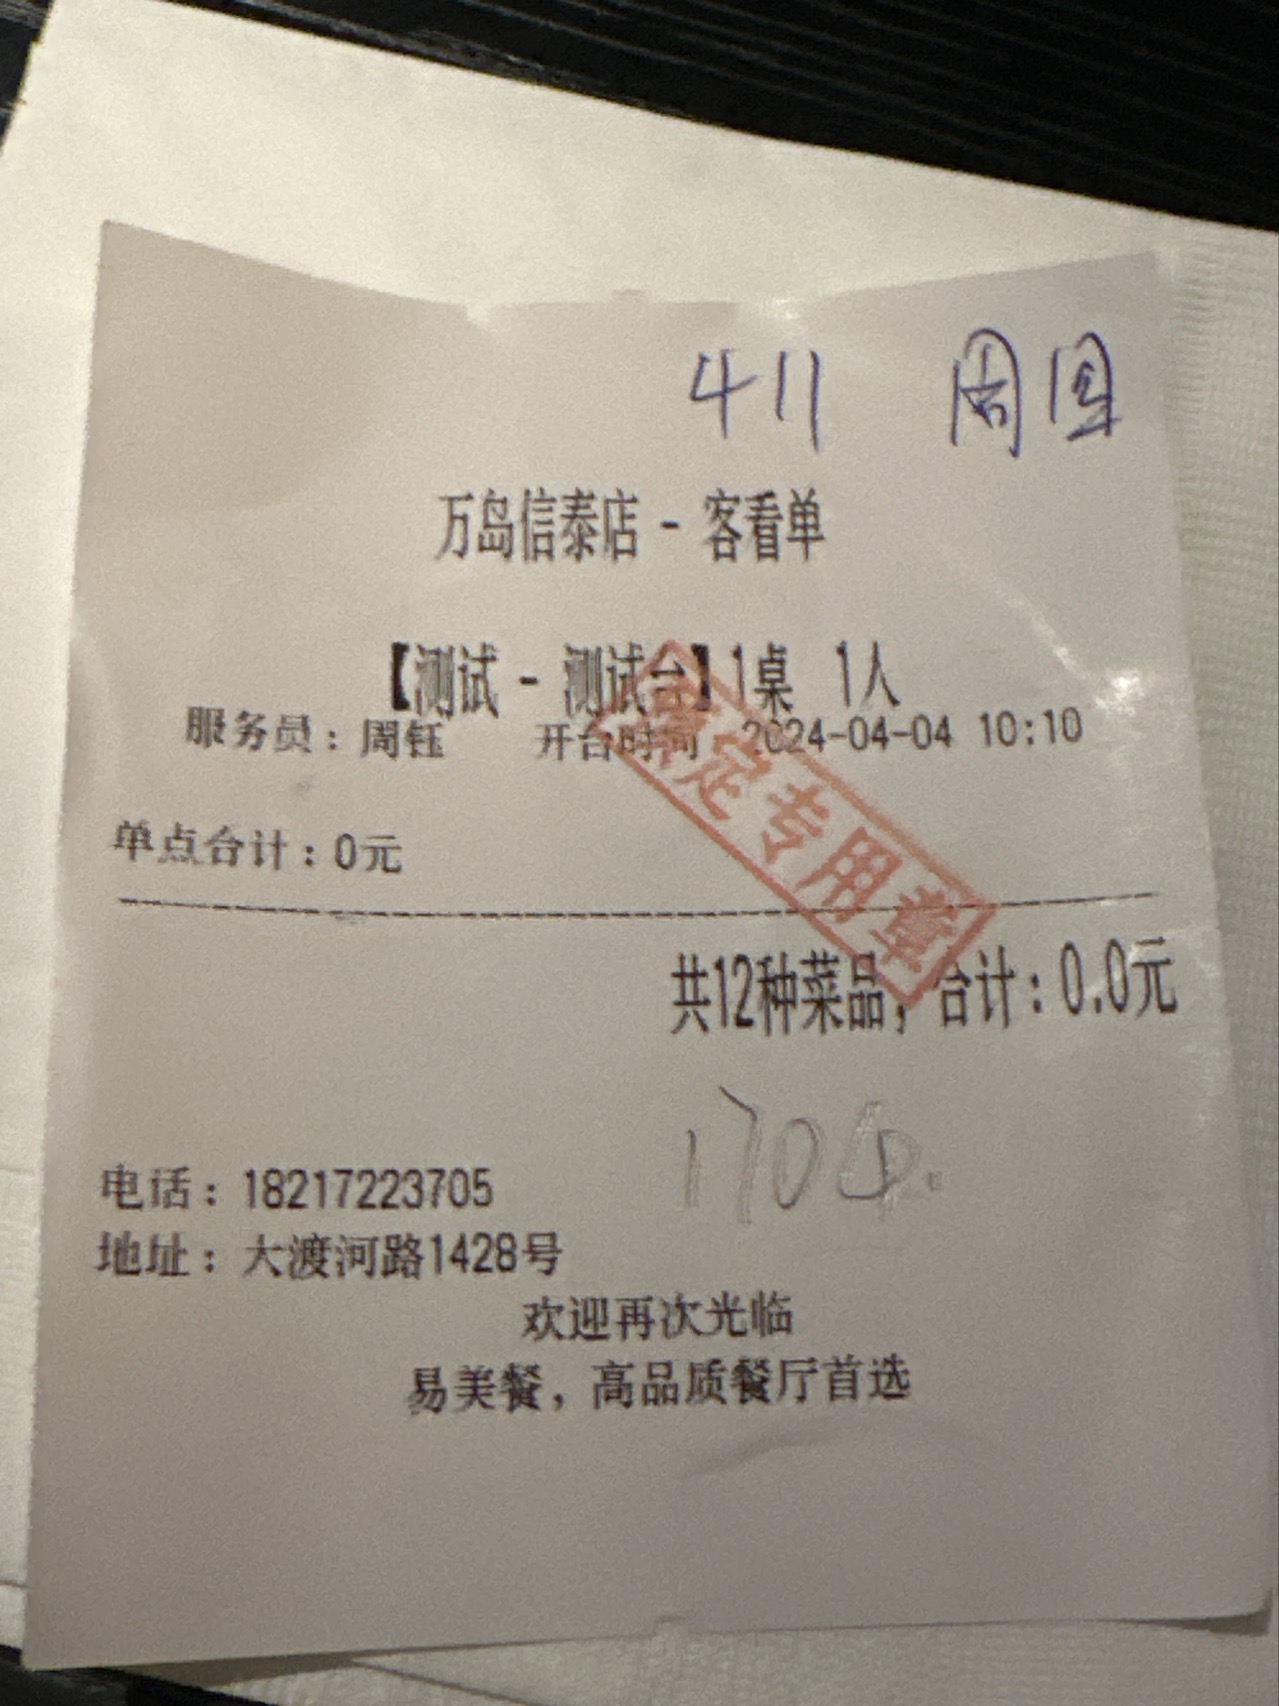 411 周围
万岛信泰店 - 客看单
【测试 - 测试台】1桌 1人
服务员：周钰 开台时间 2024-04-04 10:10
定专用章
单点合计：0元
共12种菜品，合计：0.0元
170
电话：18217223705
地址：大渡河路1428号
欢迎再次光临
易美餐，高品质餐厅首选